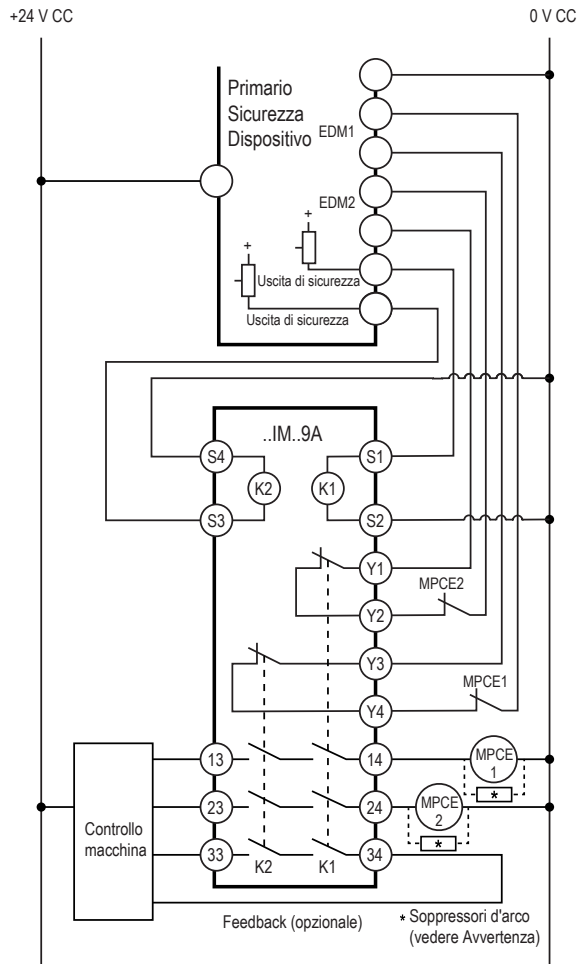 +24 V CC
0 V CC
Primario
Sicurezza
Dispositivo
EDM1
EDM2
+
+
Uscita di sicurezza
Uscita di sicurezza
..IM..9A
S4
K2
K1
S1
S3
S2
Y1
MPCE2
Y2
Y3
MPCE1
Y4
13
14
MPCE
1
*
23
24
MPCE
2
*
Controllo
macchina
33
K2
K1
34
Feedback (opzionale)
* Soppressori d'arco
(vedere Avvertenza)